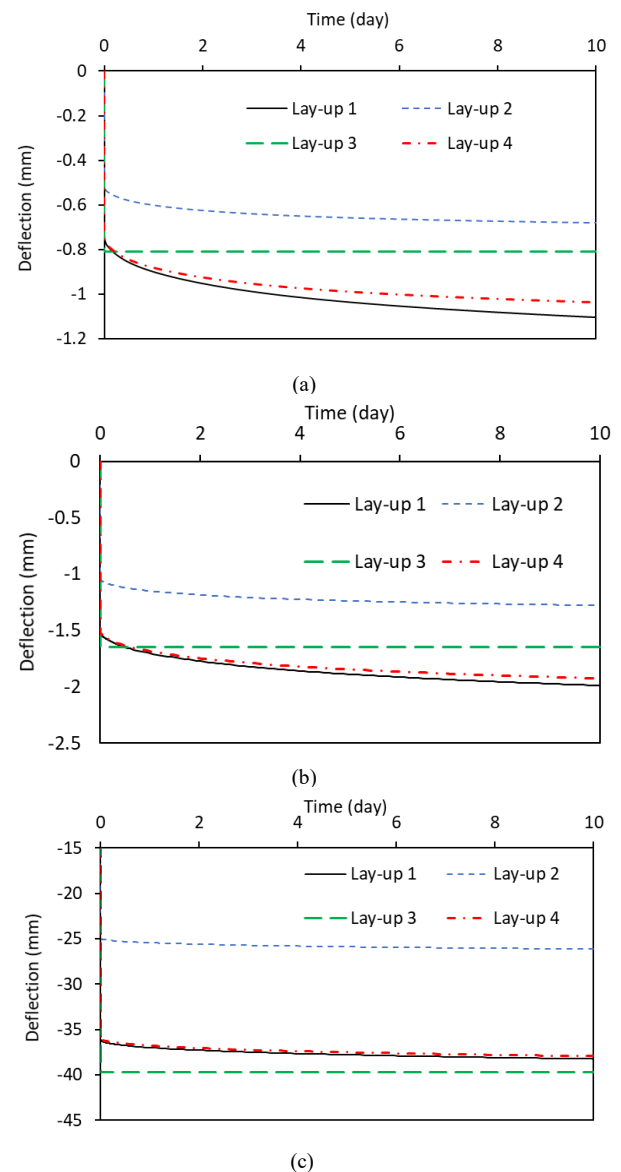 Time (day)
0 2 4 6 8 10
0
-0.2
-0.4
-0.6
-0.8
-1
-1.2
Deflection (mm)
Lay-up 1 Lay-up 2
Lay-up 3 Lay-up 4
(a)
Time (day)
0 2 4 6 8 10
0
-0.5
-1
-1.5
-2
-2.5
Deflection (mm)
Lay-up 1 Lay-up 2
Lay-up 3 Lay-up 4
(b)
Time (day)
0 2 4 6 8 10
-15
-20
-25
-30
-35
-40
-45
Deflection (mm)
Lay-up 1 Lay-up 2
Lay-up 3 Lay-up 4
(c)